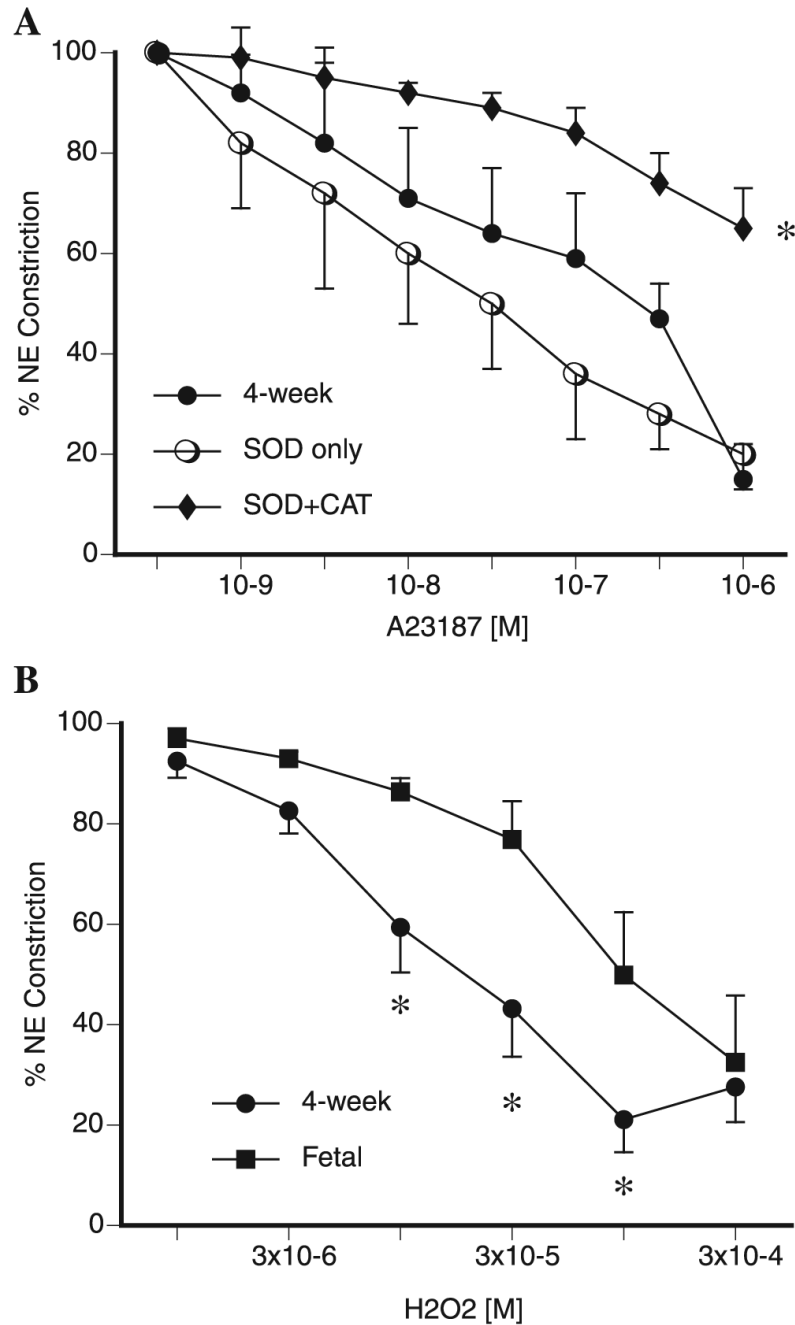 A
100
80
60
40
20
0
% NE Constriction
4-week
SOD only
SOD+CAT
*
10-9 10-8 10-7 10-6
A23187 [M]
B
100
80
60
40
20
0
% NE Constriction
*
*
*
4-week
Fetal
3x10-6 3x10-5 3x10-4
H2O2 [M]